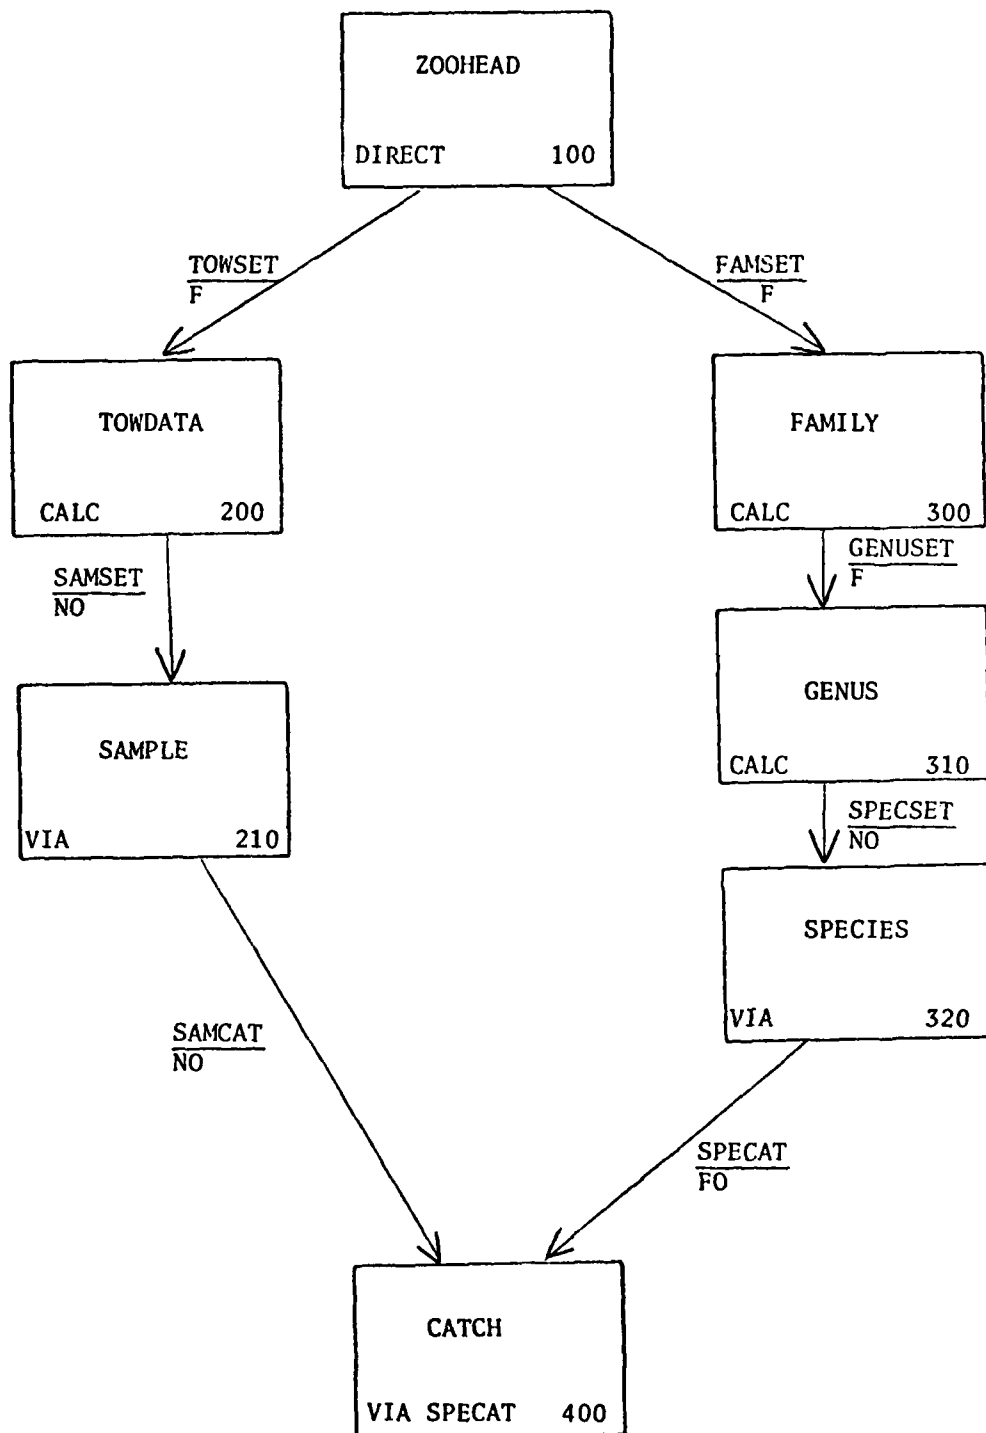 ZOOHEAD
DIRECT 100
TOWSET
F
FAMSET
F
TOWDATA
CALC 200
FAMILY
CALC 300
SAMSET
NO
GENUSET
F
SAMPLE
VIA 210
GENUS
CALC 310
SPECSET
NO
SPECIES
VIA 320
SAMCAT
NO
SPECAT
FO
CATCH
VIA SPECAT 400